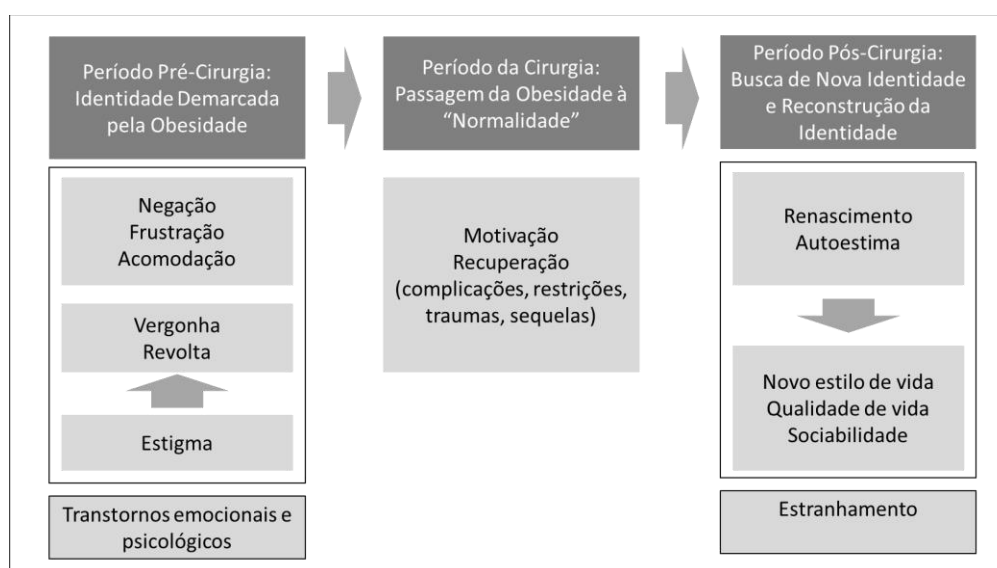 Período Pré-Cirurgia:
Identidade Demarcada
pela Obesidade
Negação
Frustração
Acomodação
Vergonha
Revolta
Estigma
Transtornos emocionais e
psicológicos
Período da Cirurgia:
Passagem da Obesidade à
“Normalidade”
Motivação
Recuperação
(complicações, restrições,
traumas, sequelas)
Período Pós-Cirurgia:
Busca de Nova Identidade
e Reconstrução da
Identidade
Renascimento
Autoestima
Novo estilo de vida
Qualidade de vida
Sociabilidade
Estranhamento